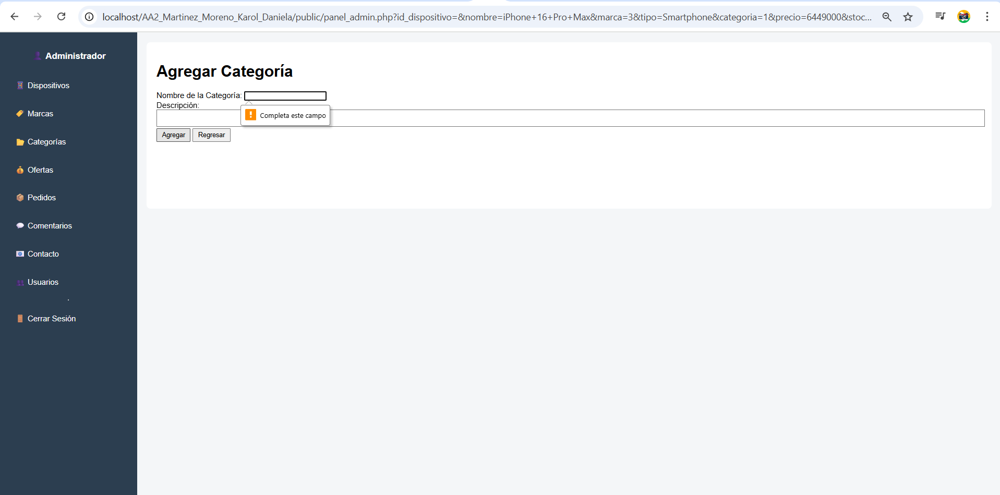 localhost/AA2_Martinez_Moreno_Karol_Daniela/public/panel_admin.php?id_dispositivo=&nombre=iPhone+16+Pro+Max&marca=3&tipo=Smartphone&categoria=1&precio=6449000&stoc...
Administrador
Dispositivos
Marcas
Categorías
Ofertas
Pedidos
Comentarios
Contacto
Usuarios
.
Cerrar Sesión
Agregar Categoría
Nombre de la Categoría:
Descripción:
Completa este campo
Agregar Regresar